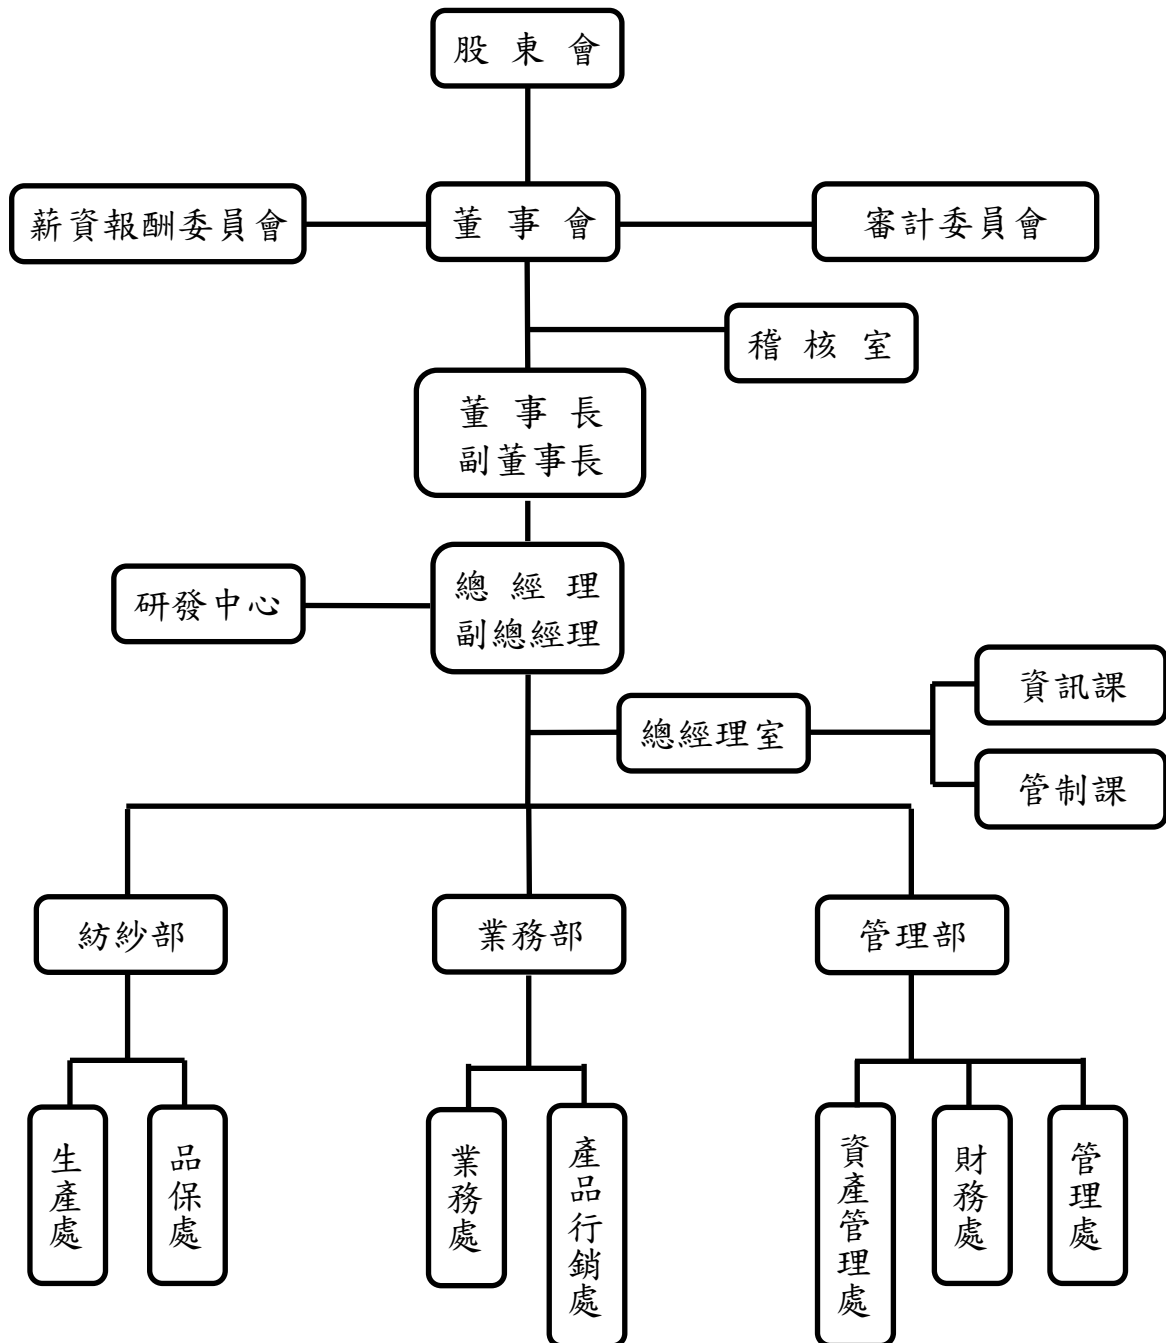 股東會
薪資報酬委員會
董事會
審計委員會
稽核室
董事長
副董事長
研發中心
總經理
副總經理
資訊課
總經理室
管制課
紡紗部
業務部
管理部
生產處
品保處
業務處
產品行銷處
資產管理處
財務處
管理處